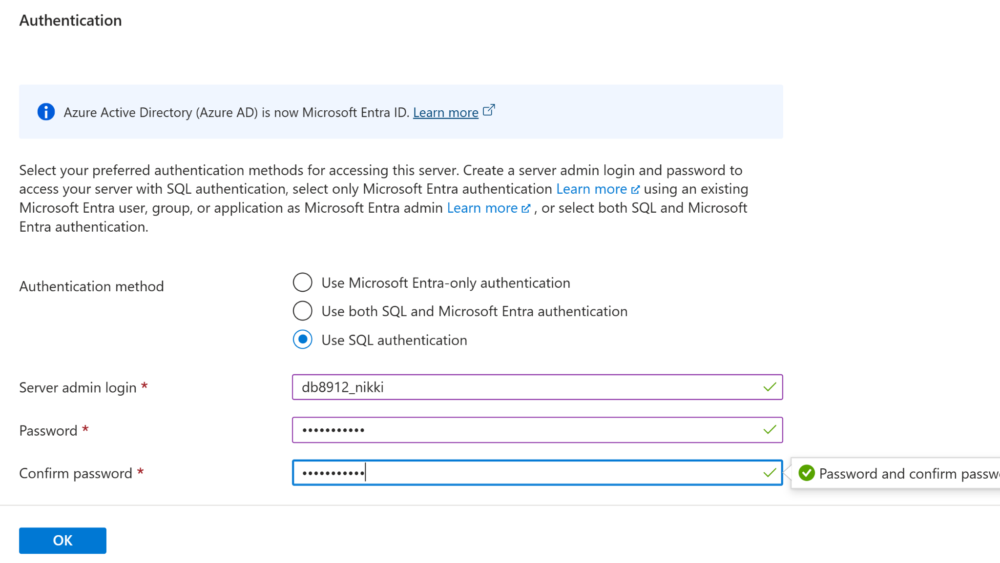 Authentication
Azure Active Directory (Azure AD) is now Microsoft Entra ID. Learn more
Select your preferred authentication methods for accessing this server. Create a server admin login and password to
access your server with SQL authentication, select only Microsoft Entra authentication Learn more using an existing
Microsoft Entra user, group, or application as Microsoft Entra admin Learn more , or select both SQL and Microsoft
Entra authentication.
Authentication method
Use Microsoft Entra-only authentication
Use both SQL and Microsoft Entra authentication
Use SQL authentication
Server admin login *
db8912_nikki
Password *
•••••••••••
Confirm password *
•••••••••••
Password and confirm
OK